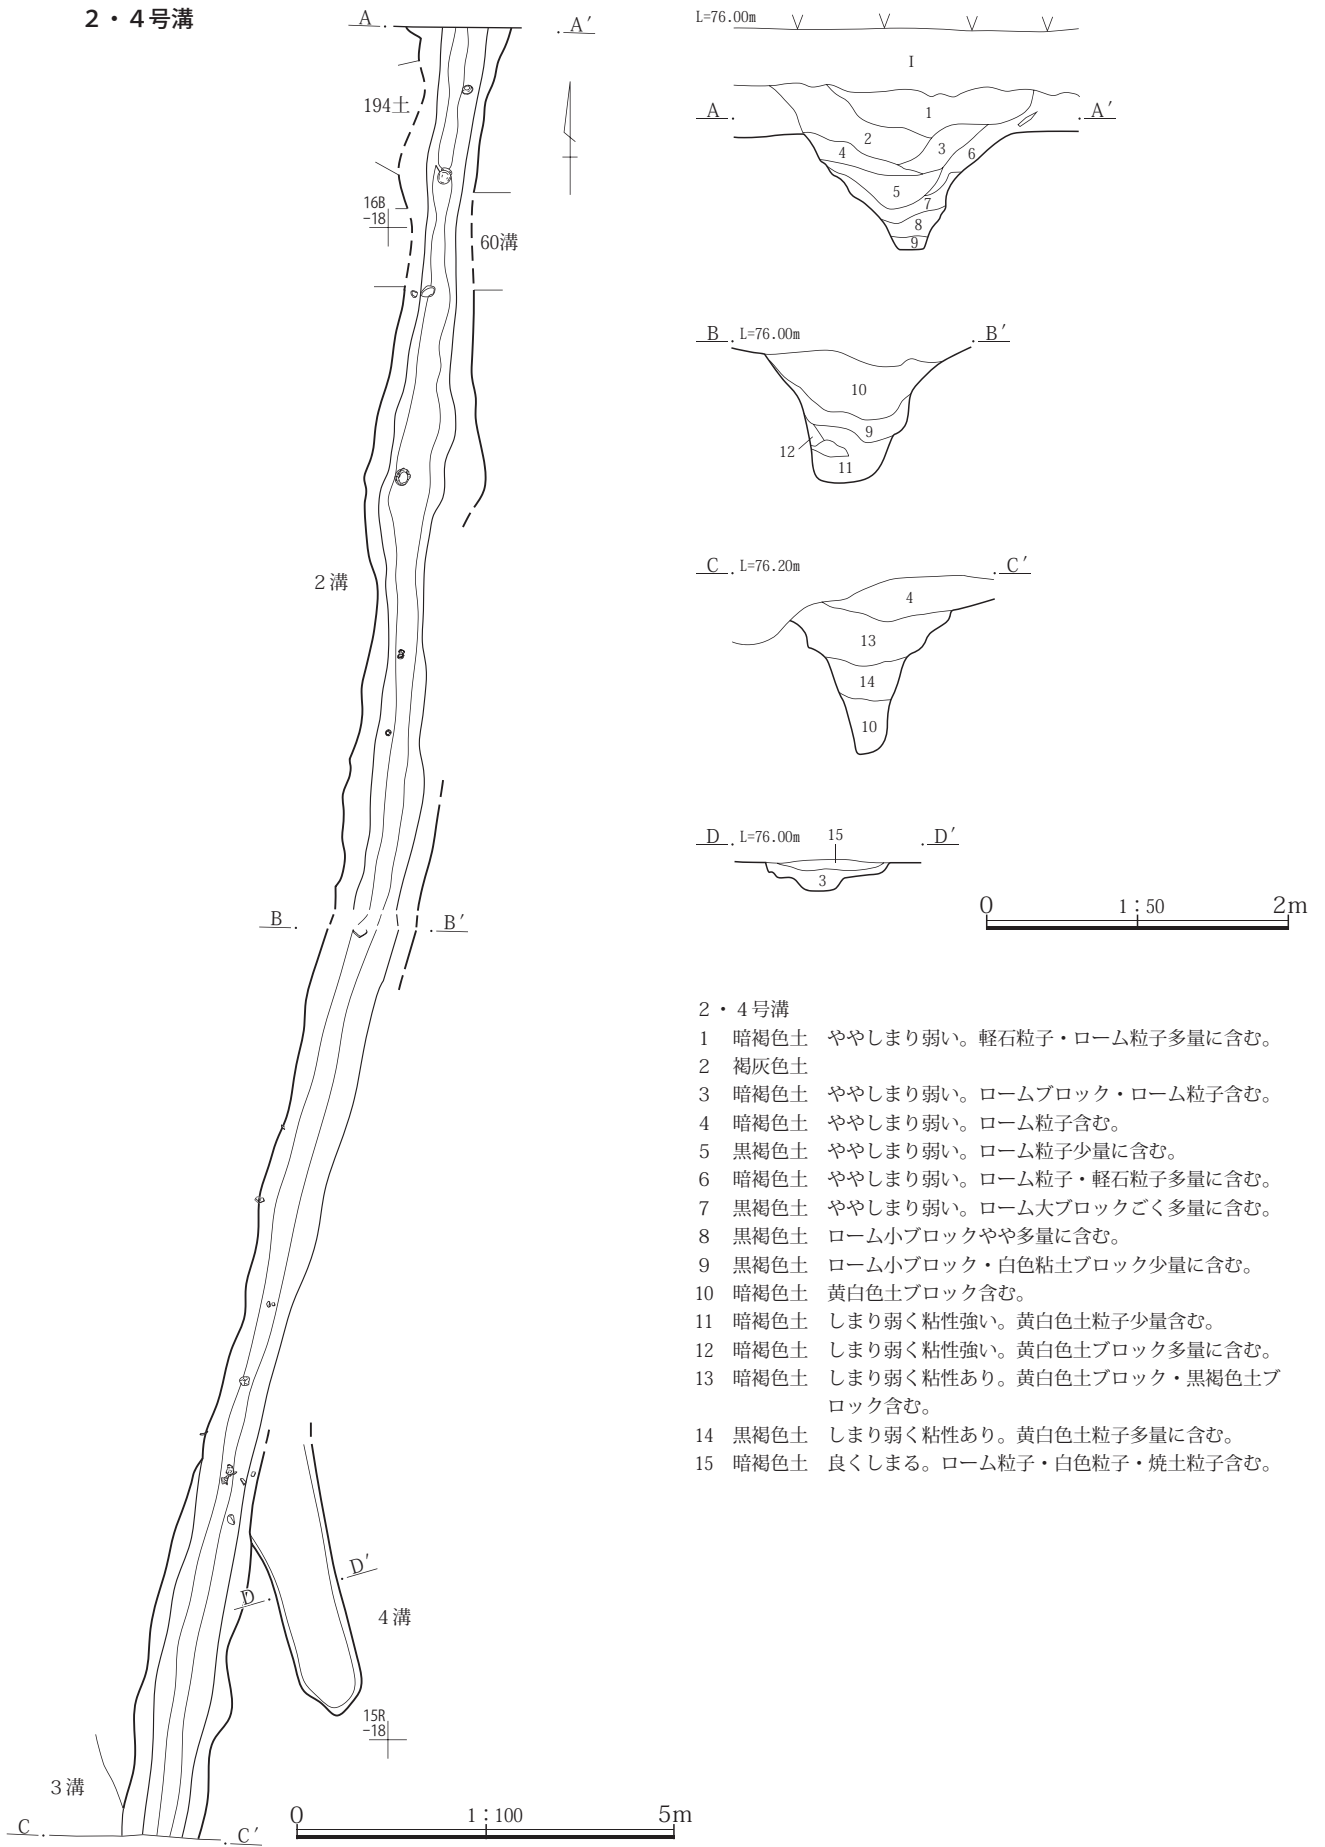 ２・４号溝
A
A′
194土
16B
-18
60溝
２溝
B
B′
D
D′
４溝
15R
-18
３溝
C
C′
0
1：100
5m
L=76.00m
I
A
A′
1
2
3
4
6
5
7
8
9
B
L=76.00m
B′
10
9
12
11
C
L=76.20m
C′
4
13
14
10
D
L=76.00m
15
D′
3
0
1：50
2m
２・４号溝
1　暗褐色土　ややしまり弱い。軽石粒子・ローム粒子多量に含む。
2　褐灰色土
3　暗褐色土　ややしまり弱い。ロームブロック・ローム粒子含む。
4　暗褐色土　ややしまり弱い。ローム粒子含む。
5　黒褐色土　ややしまり弱い。ローム粒子少量に含む。
6　暗褐色土　ややしまり弱い。ローム粒子・軽石粒子多量に含む。
7　黒褐色土　ややしまり弱い。ローム大ブロックごく多量に含む。
8　黒褐色土　ローム小ブロックやや多量に含む。
9　黒褐色土　ローム小ブロック・白色粘土ブロック少量に含む。
10　暗褐色土　黄白色土ブロック含む。
11　暗褐色土　しまり弱く粘性強い。黄白色土粒子少量含む。
12　暗褐色土　しまり弱く粘性強い。黄白色土ブロック多量に含む。
13　暗褐色土　しまり弱く粘性あり。黄白色土ブロック・黒褐色土ブ
ロック含む。
14　黒褐色土　しまり弱く粘性あり。黄白色土粒子多量に含む。
15　暗褐色土　良くしまる。ローム粒子・白色粒子・焼土粒子含む。